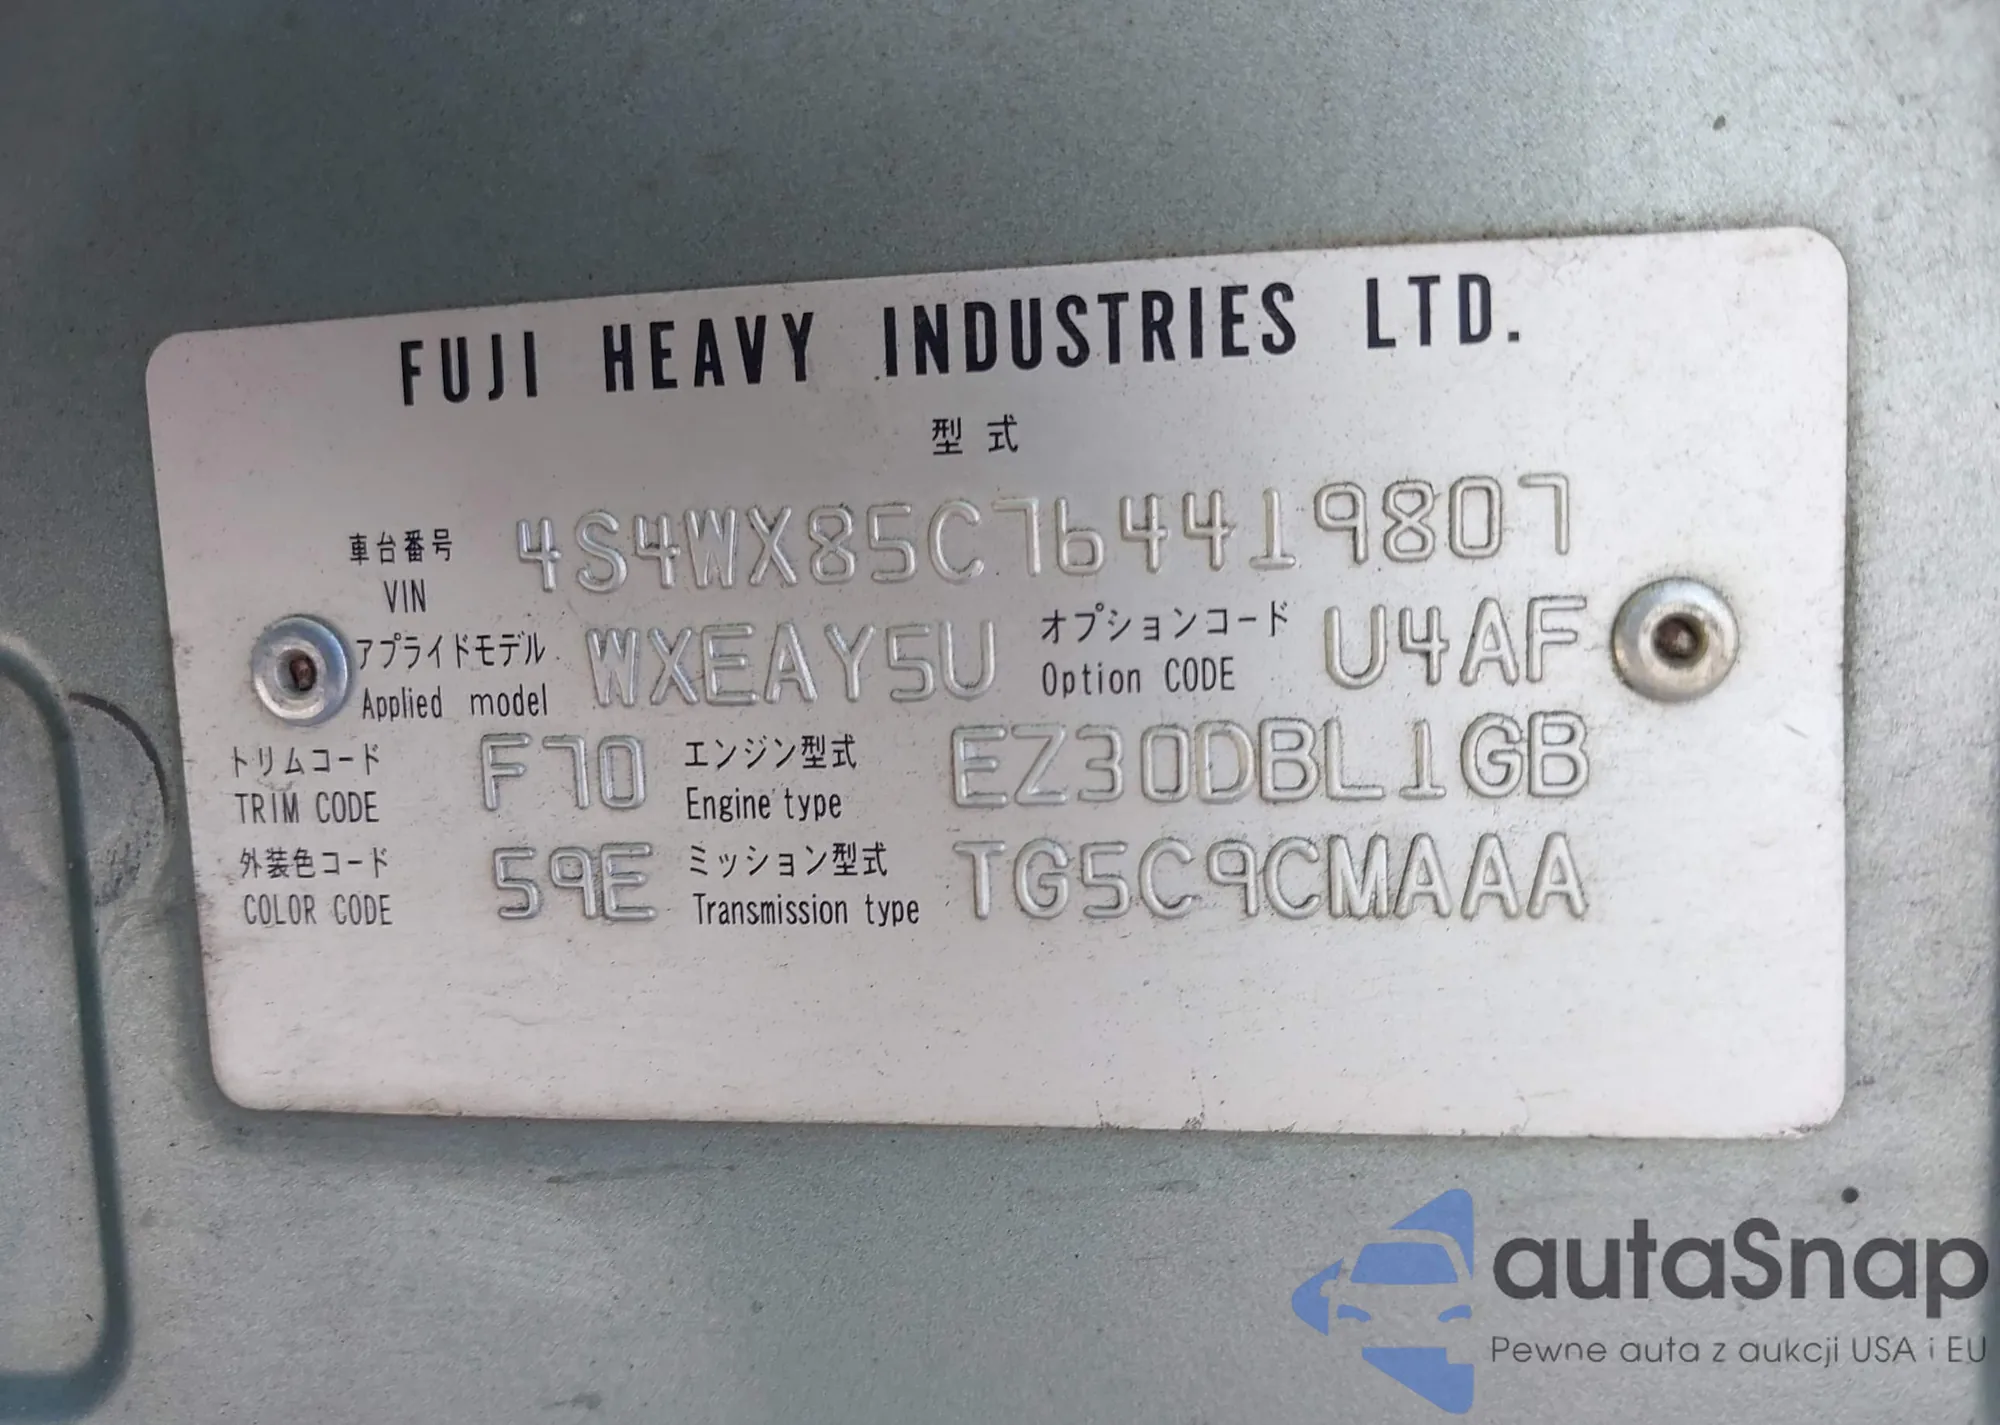 FUJI HEAVY INDUSTRIES LTD.
型式
車台番号 4S4WX85C764419807
VIN
アプライドモデル WXEAY5U オプションコード U4AF
Applied model Option CODE
トリムコード F70 エンジン型式 EZ30DBL1GB
TRIM CODE Engine type
外装色コード 59E ミッション型式 TG5C9CMAAA
COLOR CODE Transmission type
autaSnap
Pewne auta z aukcji USA i EU